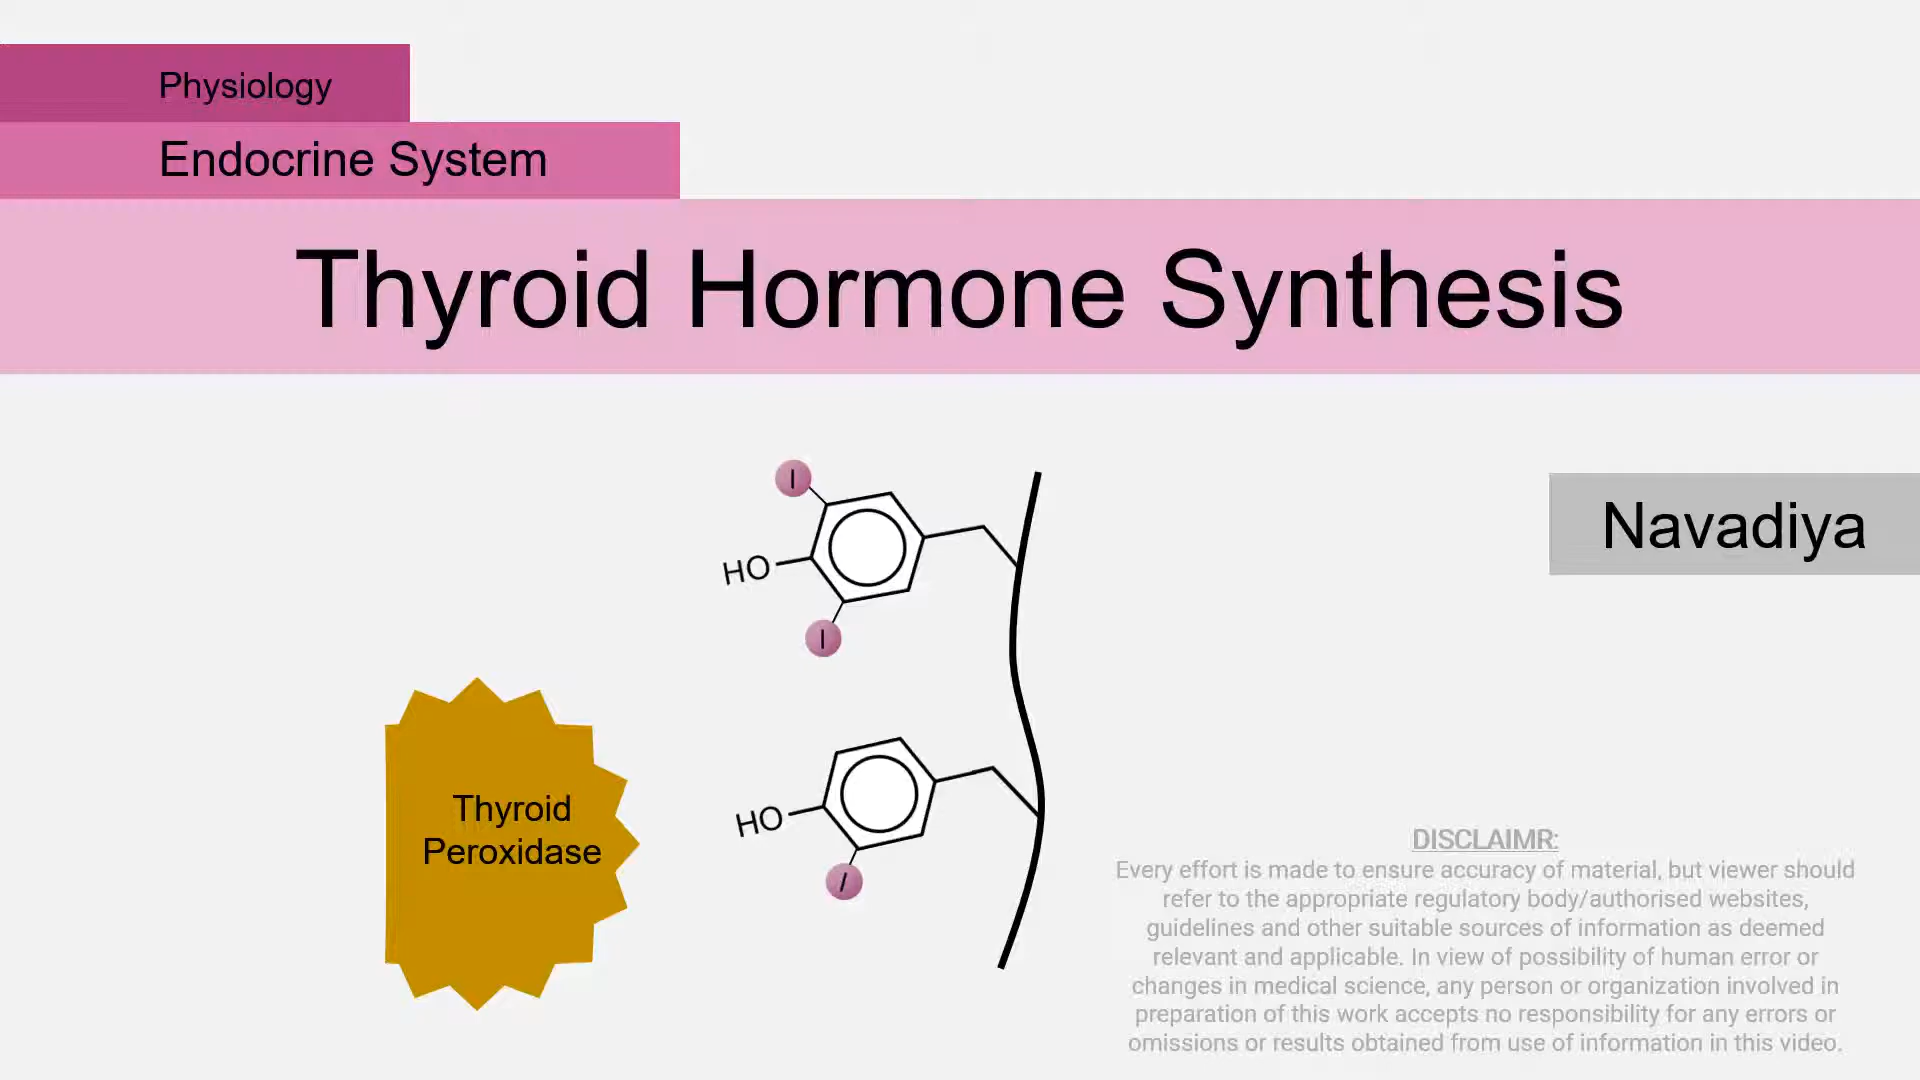 Physiology
Endocrine System
Thyroid Hormone Synthesis
Navadiya
I
HO
I
Thyroid
Peroxidase
HO
I
DISCLAIMR:
Every effort is made to ensure accuracy of material, but viewer should
refer to the appropriate regulatory body/authorised websites,
guidelines and other suitable sources of information as deemed
relevant and applicable. In view of possibility of human error or
changes in medical science, any person or organization involved in
preparation of this work accepts no responsibility for any errors or
omissions or results obtained from use of information in this video.